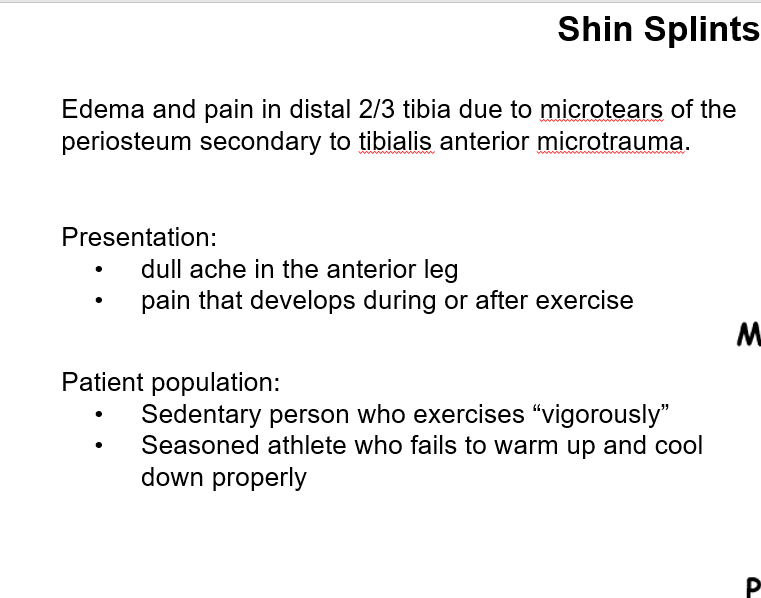 Shin Splints
Edema and pain in distal 2/3 tibia due to microtears of the
periosteum secondary to tibialis anterior microtrauma.
Presentation:
• dull ache in the anterior leg
• pain that develops during or after exercise
M
Patient population:
• Sedentary person who exercises “vigorously”
• Seasoned athlete who fails to warm up and cool
down properly
P